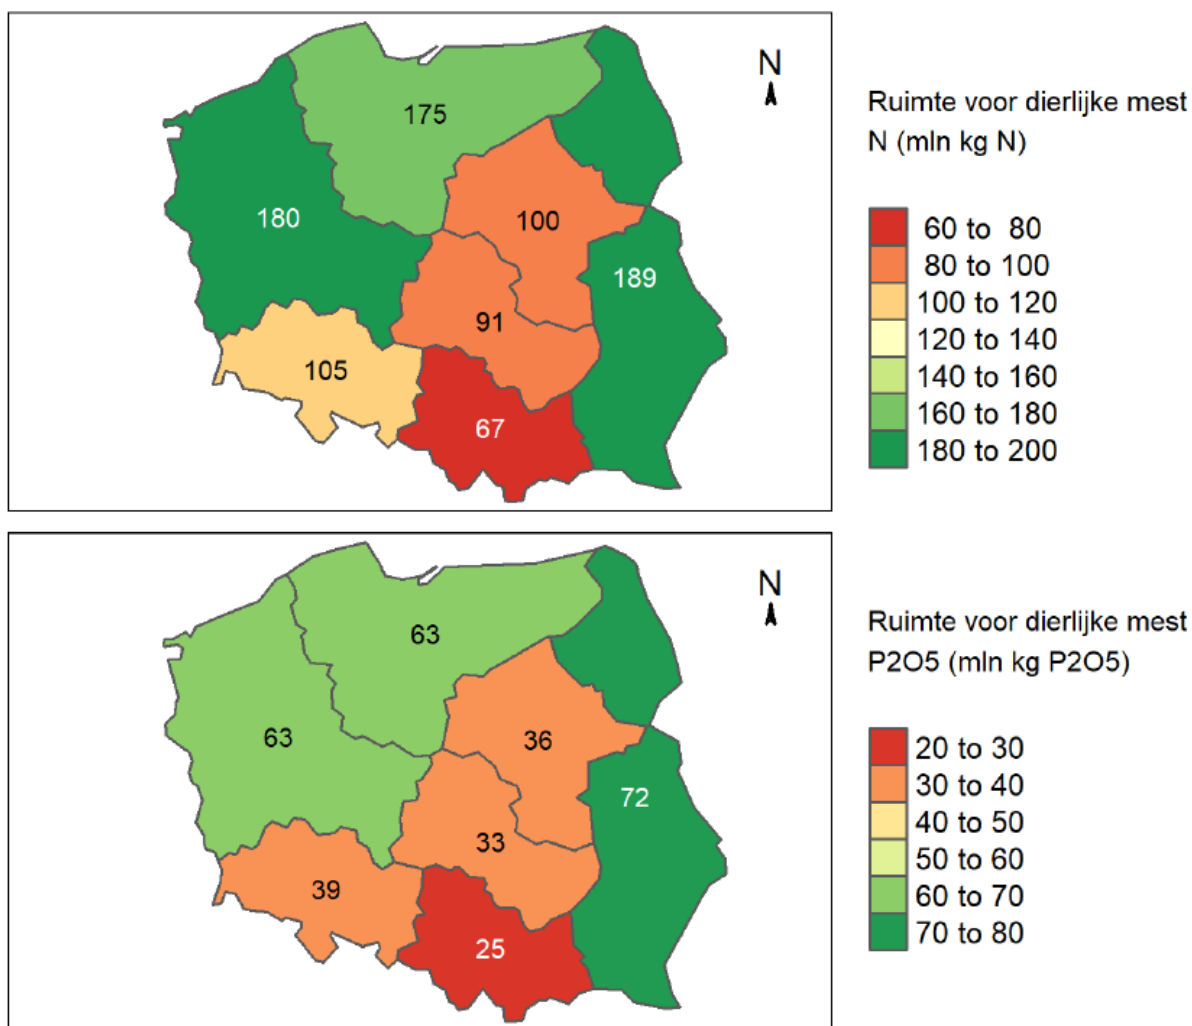 N
175
180
100
189
91
105
67
Ruimte voor dierlijke mest
N (mln kg N)
60 to 80
80 to 100
100 to 120
120 to 140
140 to 160
160 to 180
180 to 200
N
63
63
36
72
33
39
25
Ruimte voor dierlijke mest
P2O5 (mln kg P2O5)
20 to 30
30 to 40
40 to 50
50 to 60
60 to 70
70 to 80